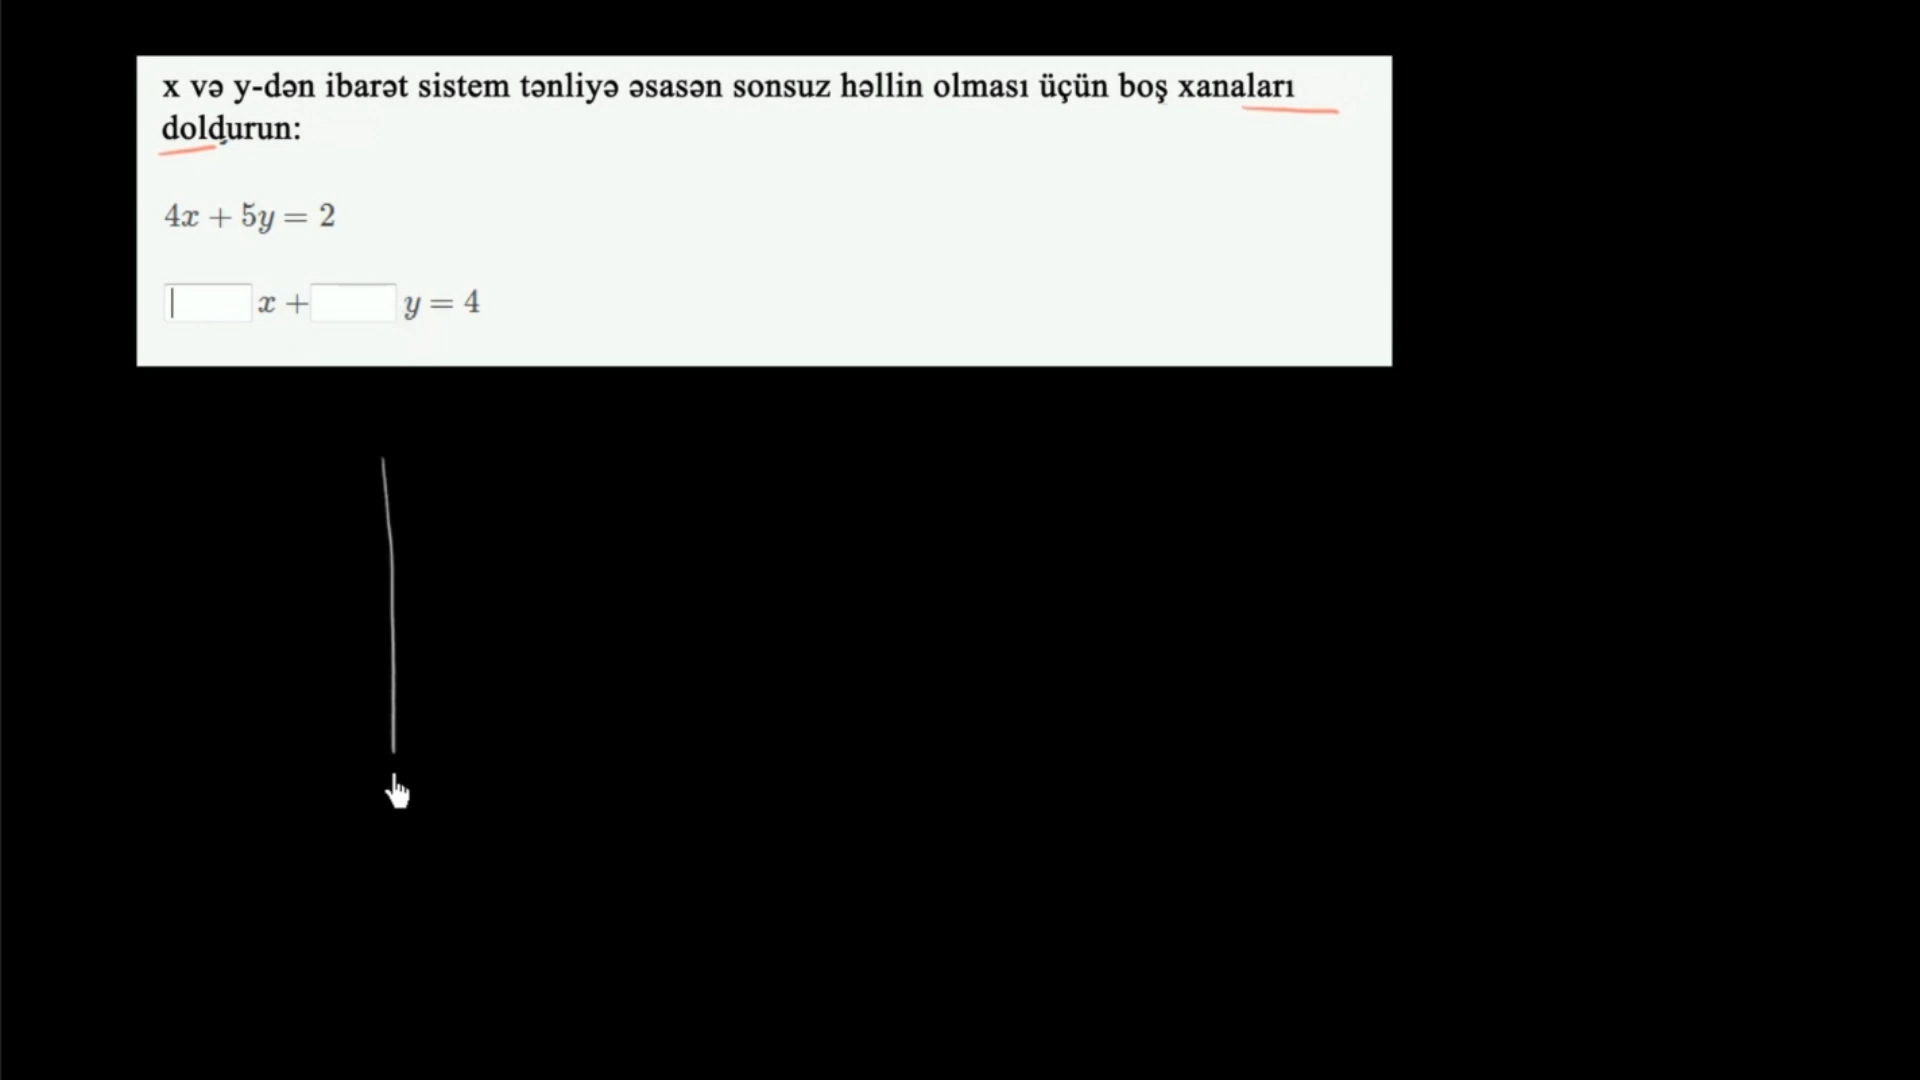 x və y-dən ibarət sistem tənliyə əsasən sonsuz həllin olması üçün boş xanaları
doldurun:
4x + 5y = 2
x + y = 4